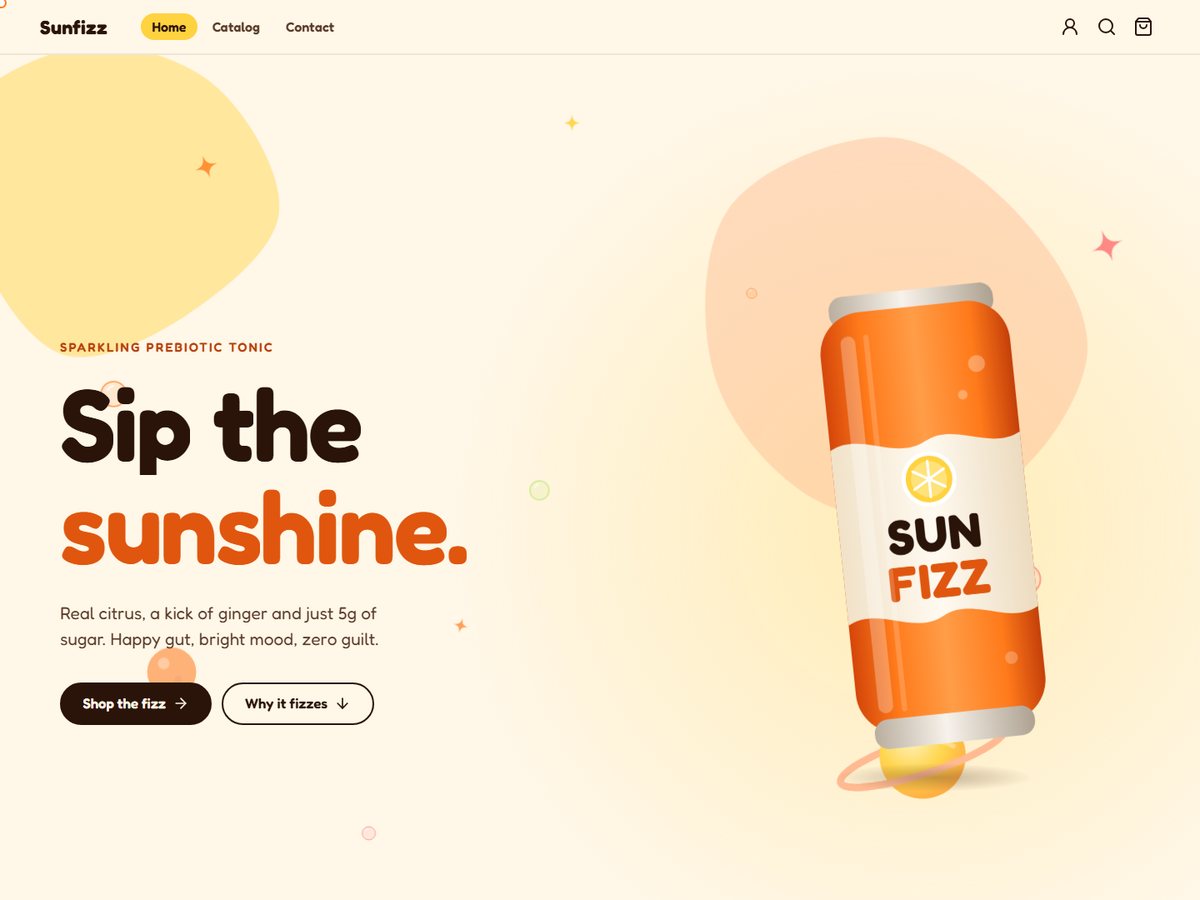 Sunfizz
Home
Catalog
Contact
SPARKLING PREBIOTIC TONIC
Sip the
sunshine.
Real citrus, a kick of ginger and just 5g of
sugar. Happy gut, bright mood, zero guilt.
Shop the fizz →
Why it fizzes ↓
SUN
FIZZ